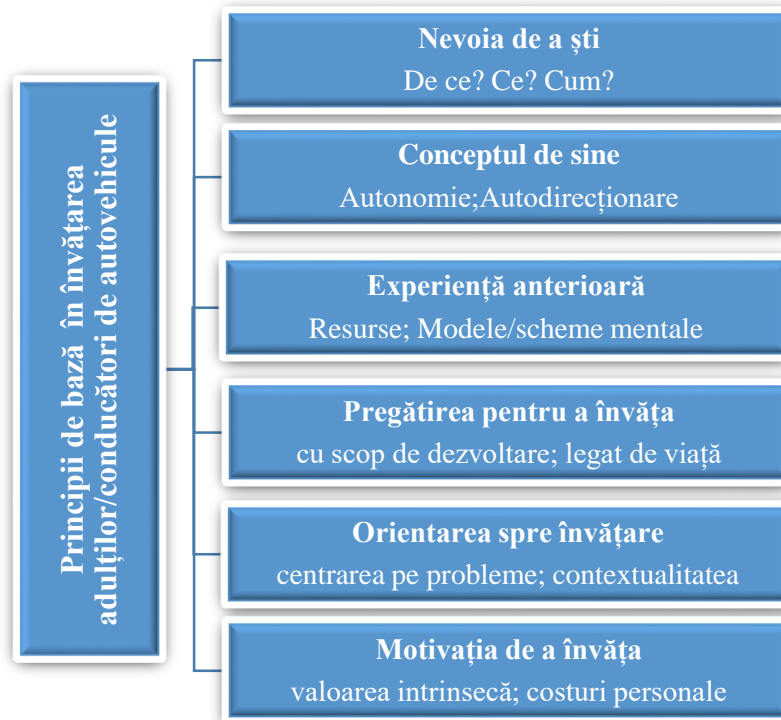 Principii de bază în învățarea
adulților/conducători de autovehicule
Nevoia de a ști
De ce? Ce? Cum?
Conceptul de sine
Autonomie;Autodirecționare
Experiență anterioară
Resurse; Modele/scheme mentale
Pregătirea pentru a învăța
cu scop de dezvoltare; legat de viață
Orientarea spre învățare
centrarea pe probleme; contextualitatea
Motivația de a învăța
valoarea intrinsecă; costuri personale